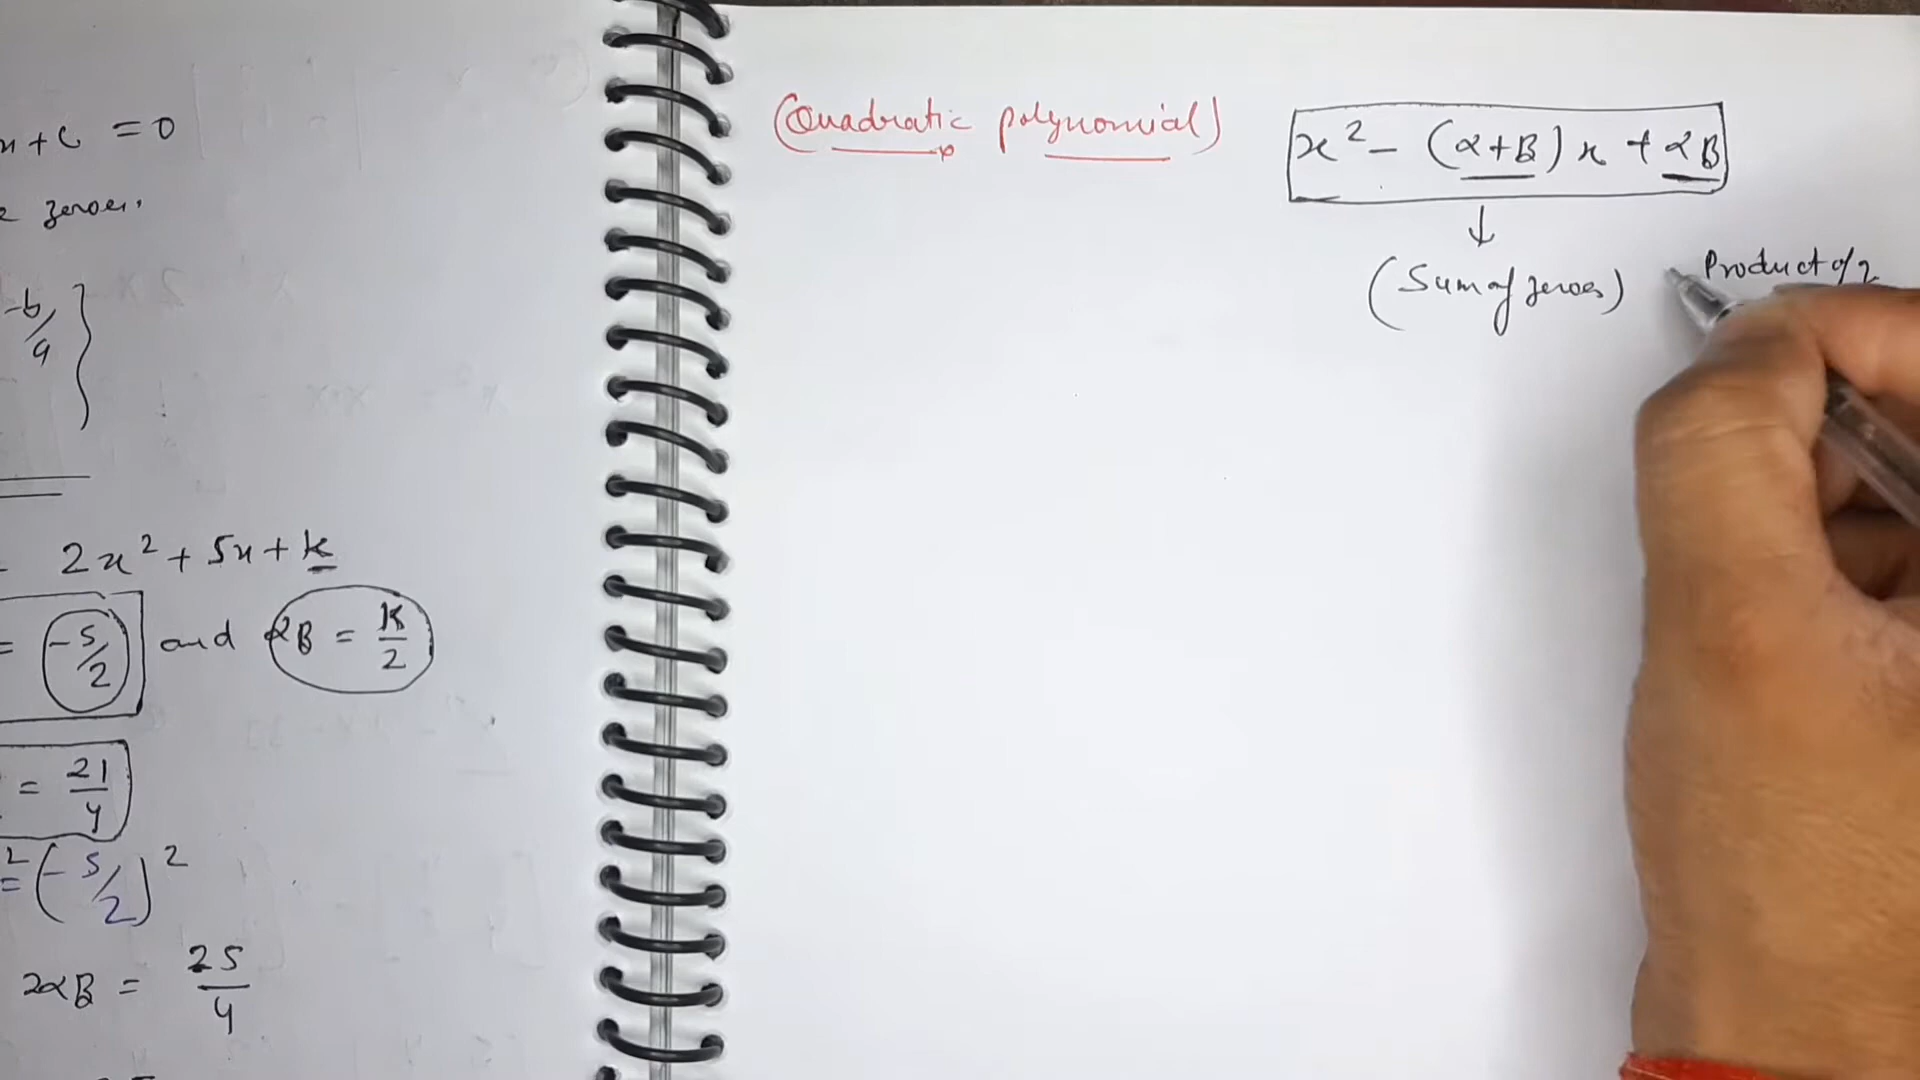 x + c = 0
zeroes.
-b/a }
2x² + 5x + k
= -5/2 and αβ = k/2
= 21/4
² = (-5/2)²
2αβ = 25/4
(Quadratic polynomial) x² - (α+β)x + αβ
↓
(Sum of zeroes) Product of z